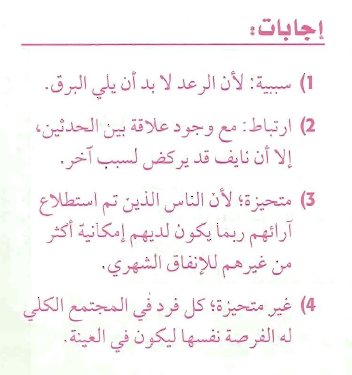 إجابات:
1) سببية: لأن الرعد لا بد أن يلي البرق.
2) ارتباط: مع وجود علاقة بين الحدثين،
إلا أن نايف قد يركض لسبب آخر.
3) متحيزة؛ لأن الناس الذين تم استطلاع
آرائهم ربما يكون لديهم إمكانية أكثر
من غيرهم للإنفاق الشهري.
4) غير متحيزة؛ كل فرد في المجتمع الكلي
له الفرصة نفسها ليكون في العينة.